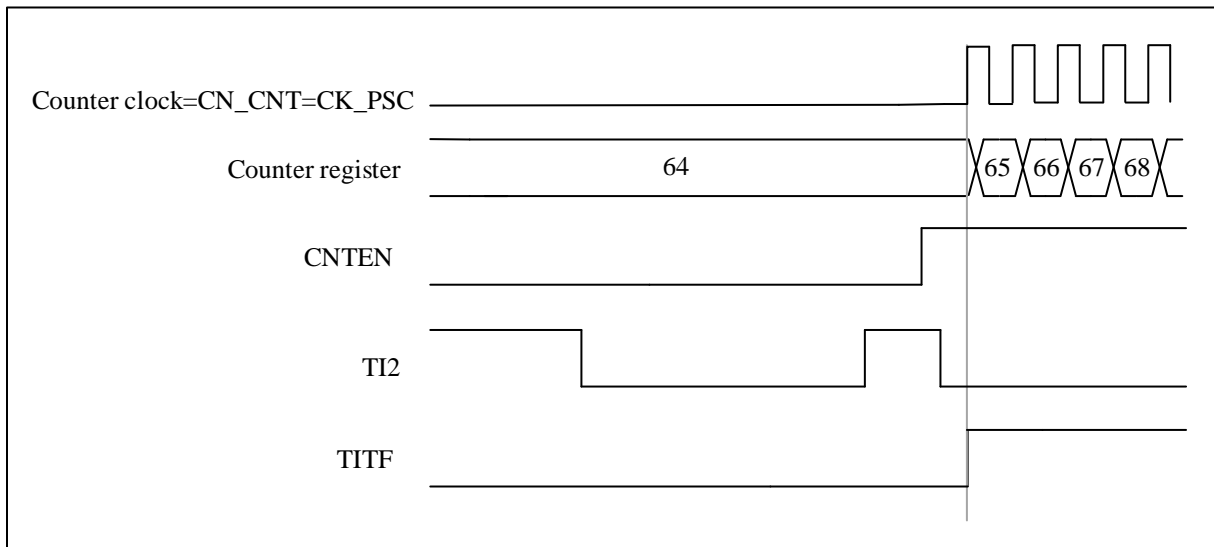 Counter clock=CN_CNT=CK_PSC
Counter register
64
65 66 67 68
CNTEN
TI2
TITF